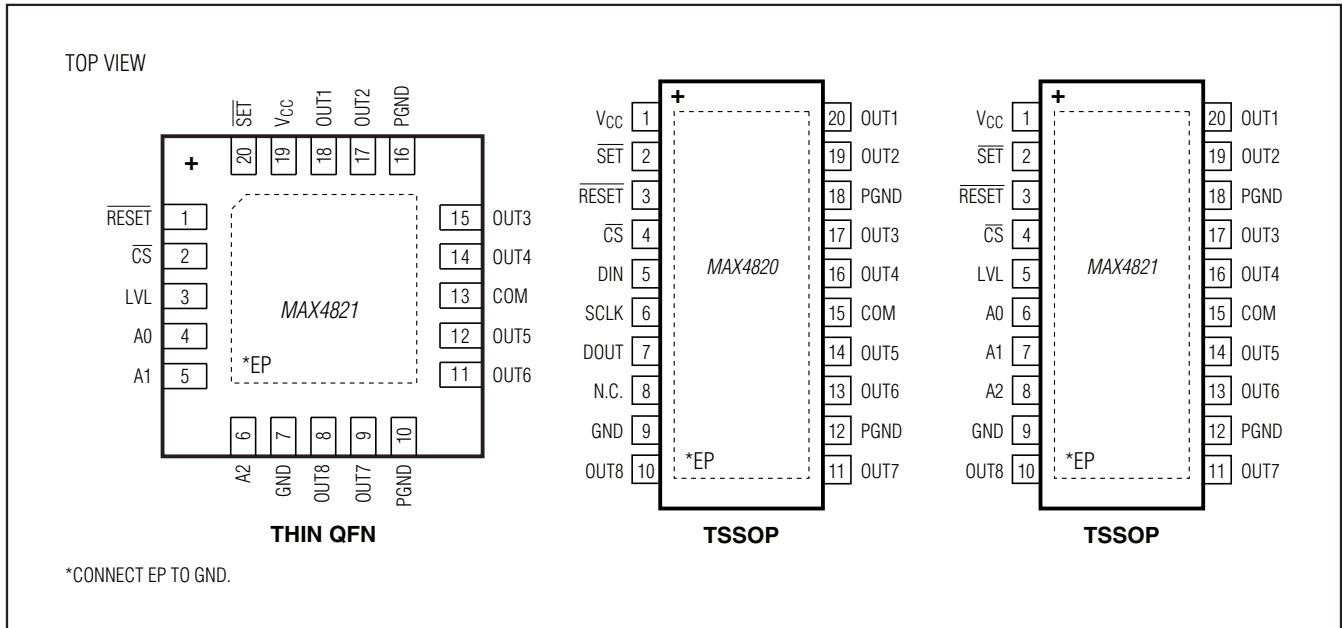 TOP VIEW
SET VCC OUT1 OUT2 PGND
20 19 18 17 16
+
RESET 1
CS 2
LVL 3
A0 4
A1 5
MAX4821
*EP
15 OUT3
14 OUT4
13 COM
12 OUT5
11 OUT6
6 7 8 9 10
A2 GND OUT8 OUT7 PGND
THIN QFN
+
VCC 1
SET 2
RESET 3
CS 4
DIN 5
SCLK 6
DOUT 7
N.C. 8
GND 9
OUT8 10
MAX4820
*EP
20 OUT1
19 OUT2
18 PGND
17 OUT3
16 OUT4
15 COM
14 OUT5
13 OUT6
12 PGND
11 OUT7
TSSOP
+
VCC 1
SET 2
RESET 3
CS 4
LVL 5
A0 6
A1 7
A2 8
GND 9
OUT8 10
MAX4821
*EP
20 OUT1
19 OUT2
18 PGND
17 OUT3
16 OUT4
15 COM
14 OUT5
13 OUT6
12 PGND
11 OUT7
TSSOP
*CONNECT EP TO GND.